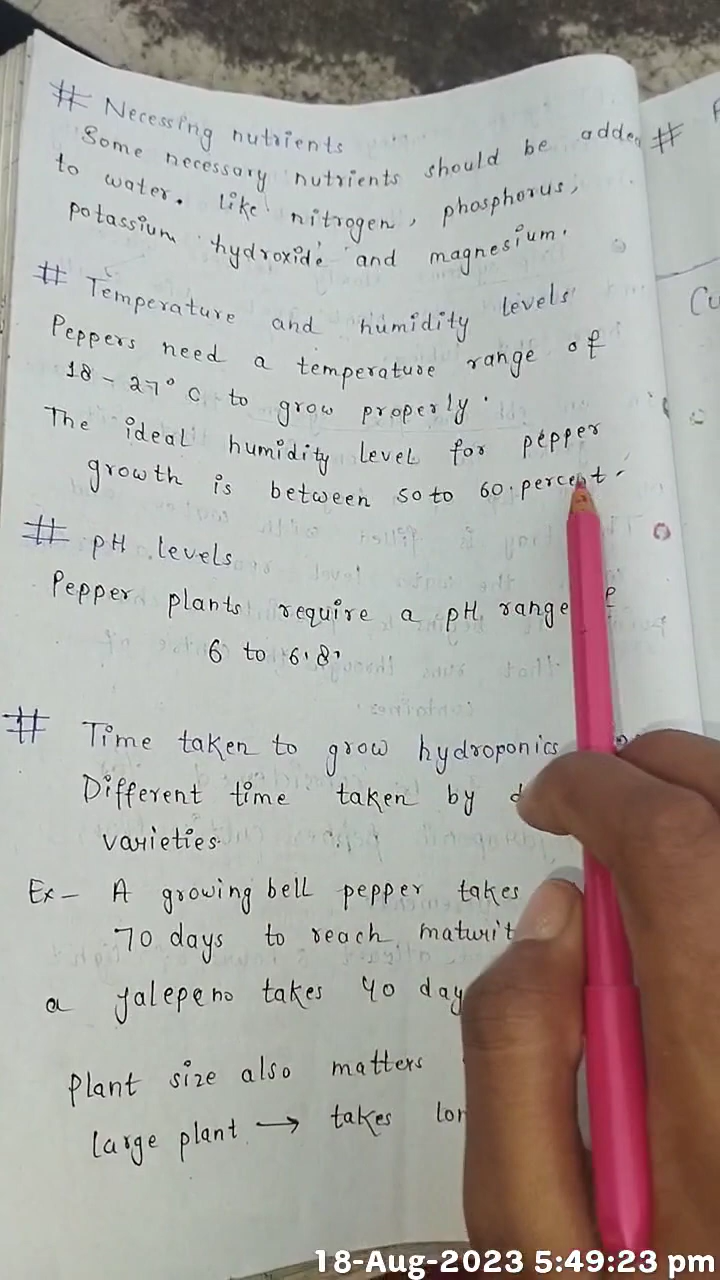 # Necessing nutrients
Some necessary nutrients should be added
to water. like nitrogen, phosphorus,
potassium hydroxide and magnesium.
# Temperature and humidity levels
Peppers need a temperature range of
18 - 27° C to grow properly.
The ideal humidity level for pepper
growth is between 50 to 60. percent
# pH levels
Pepper plants require a pH range
6 to 6.8.
# Time taken to grow hydroponics
Different time taken by
varieties.
Ex- A growing bell pepper takes
70 days to reach
a jalepeno takes 40
Plant size also matters
large plant → takes
#
18-Aug-2023 5:49:23 pm